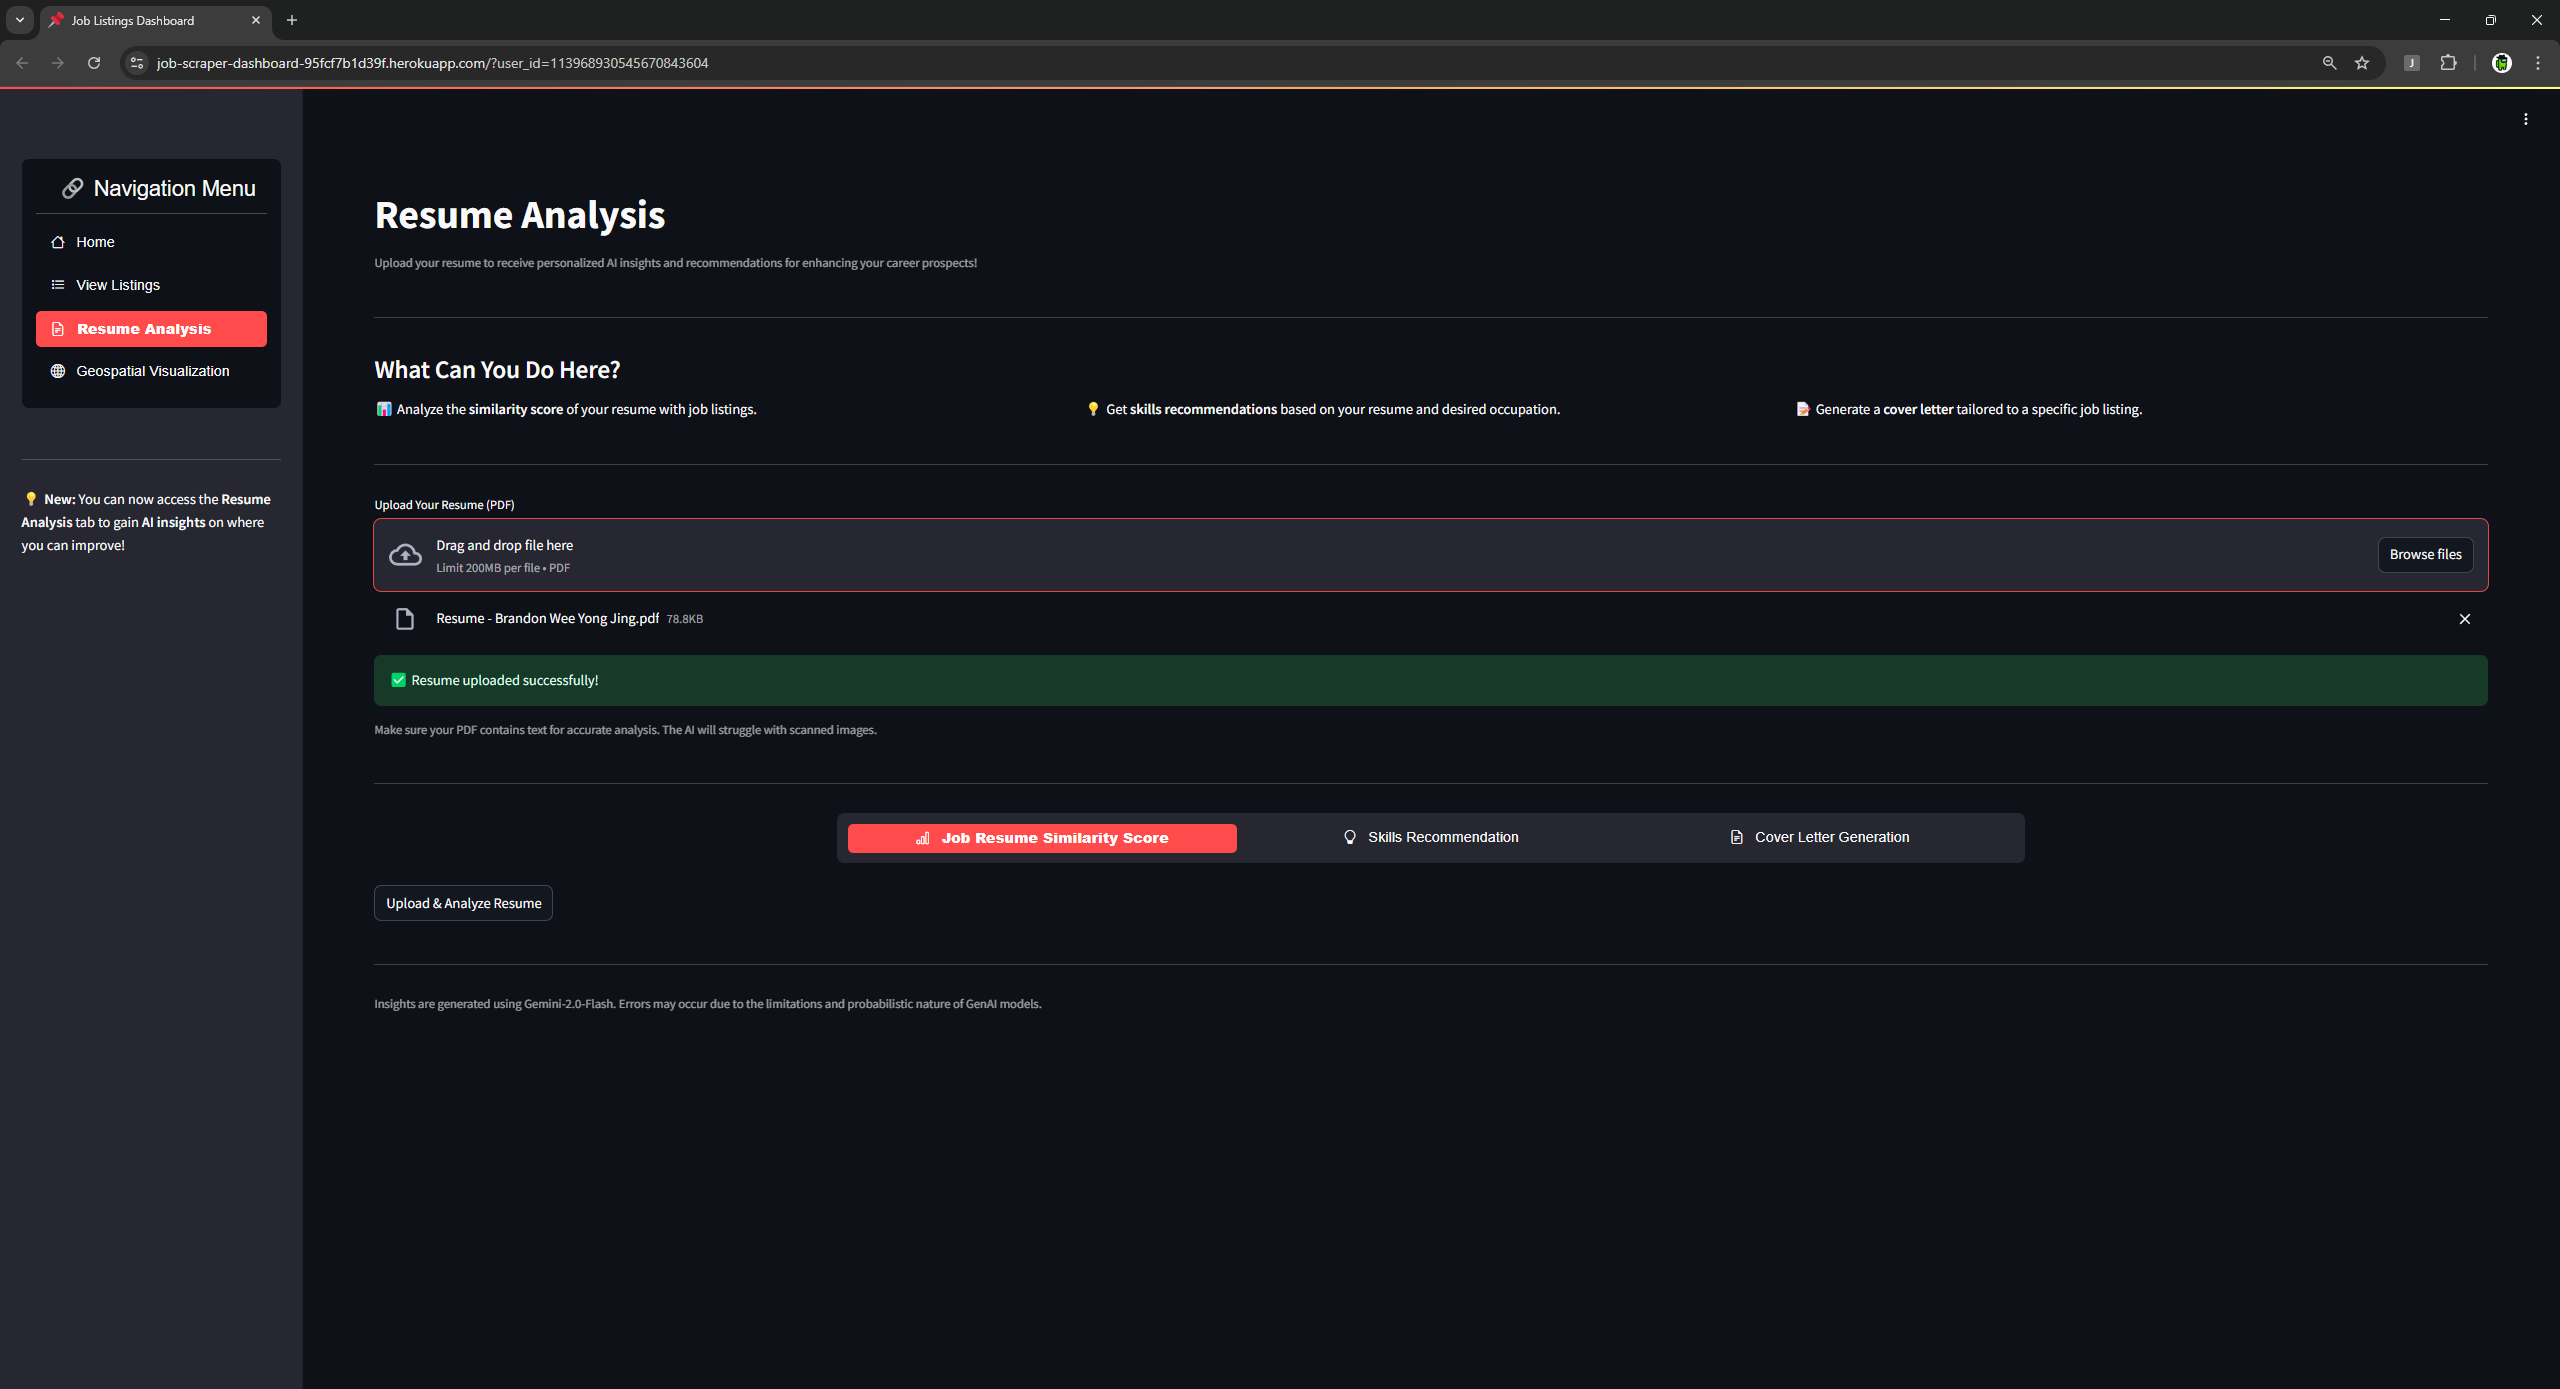 Job Listings Dashboard
job-scraper-dashboard-95fcf7b1d39f.herokuapp.com/?user_id=113968930545670843604
J
Navigation Menu
Home
View Listings
Resume Analysis
Geospatial Visualization
New: You can now access the Resume
Analysis tab to gain AI insights on where
you can improve!
Resume Analysis
Upload your resume to receive personalized AI insights and recommendations for enhancing your career prospects!
What Can You Do Here?
Analyze the similarity score of your resume with job listings.
Get skills recommendations based on your resume and desired occupation.
Generate a cover letter tailored to a specific job listing.
Upload Your Resume (PDF)
Drag and drop file here
Limit 200MB per file • PDF
Browse files
Resume - Brandon Wee Yong Jing.pdf 78.8KB
Resume uploaded successfully!
Make sure your PDF contains text for accurate analysis. The AI will struggle with scanned images.
Job Resume Similarity Score
Skills Recommendation
Cover Letter Generation
Upload & Analyze Resume
Insights are generated using Gemini-2.0-Flash. Errors may occur due to the limitations and probabilistic nature of GenAI models.